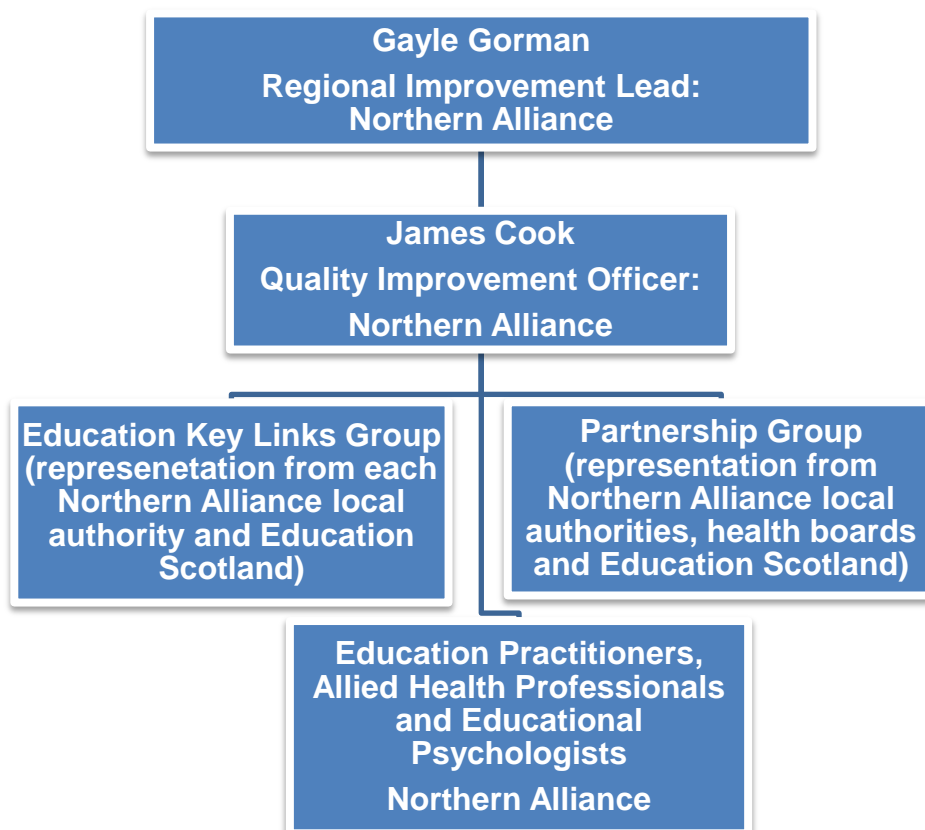 Gayle Gorman
Regional Improvement Lead:
Northern Alliance
James Cook
Quality Improvement Officer:
Northern Alliance
Education Key Links Group
(represenetation from each
Northern Alliance local
authority and Education
Scotland)
Partnership Group
(representation from
Northern Alliance local
authorities, health boards
and Education Scotland)
Education Practitioners,
Allied Health Professionals
and Educational
Psychologists
Northern Alliance